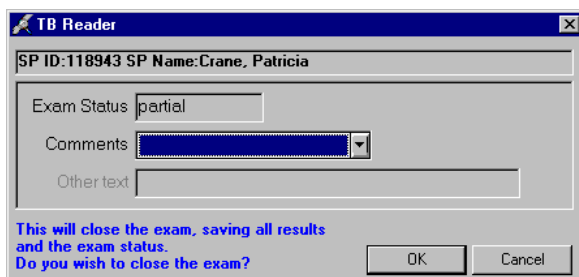 TB Reader
SP ID:118943 SP Name:Crane, Patricia
Exam Status partial
Comments
Other text
This will close the exam, saving all results
and the exam status.
Do you wish to close the exam?
OK Cancel